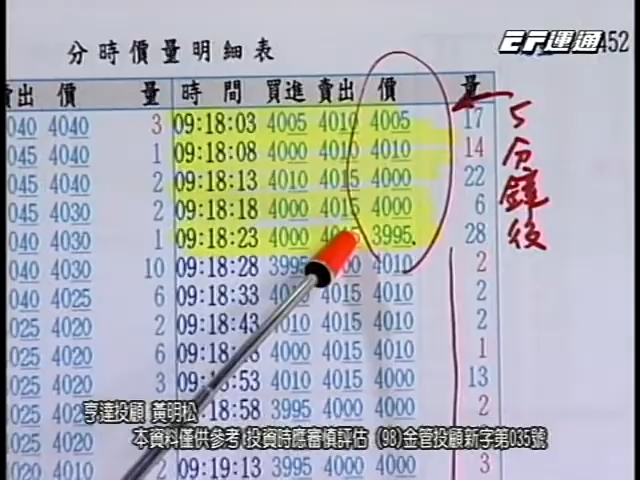 EF運通
452
分時價量明細表
賣出 價 量 時間 買進 賣出 價 量
5分鐘後
040 4040 3 09:18:03 4005 4010 4005 17
045 4040 1 09:18:08 4000 4010 4010 14
045 4040 2 09:18:13 4010 4015 4000 22
045 4030 2 09:18:18 4000 4015 4000 6
040 4030 1 09:18:23 4000 3995 28
040 4030 10 09:18:28 4010 2
040 4025 6 09:18:33 4015 4010 2
025 4020 2 09:18:43 4010 4015 4010 2
025 4020 6 4000 4015 4010 1
025 4020 3 4010 4015 4000 13
025 4020 09:18:58 3995 4000 4000 2
亨達投顧 黃明松
本資料僅供參考 投資時應審慎評估 (98)金管投顧新字第035號
020 4010 2 09:19:13 3995 4000 4000 3